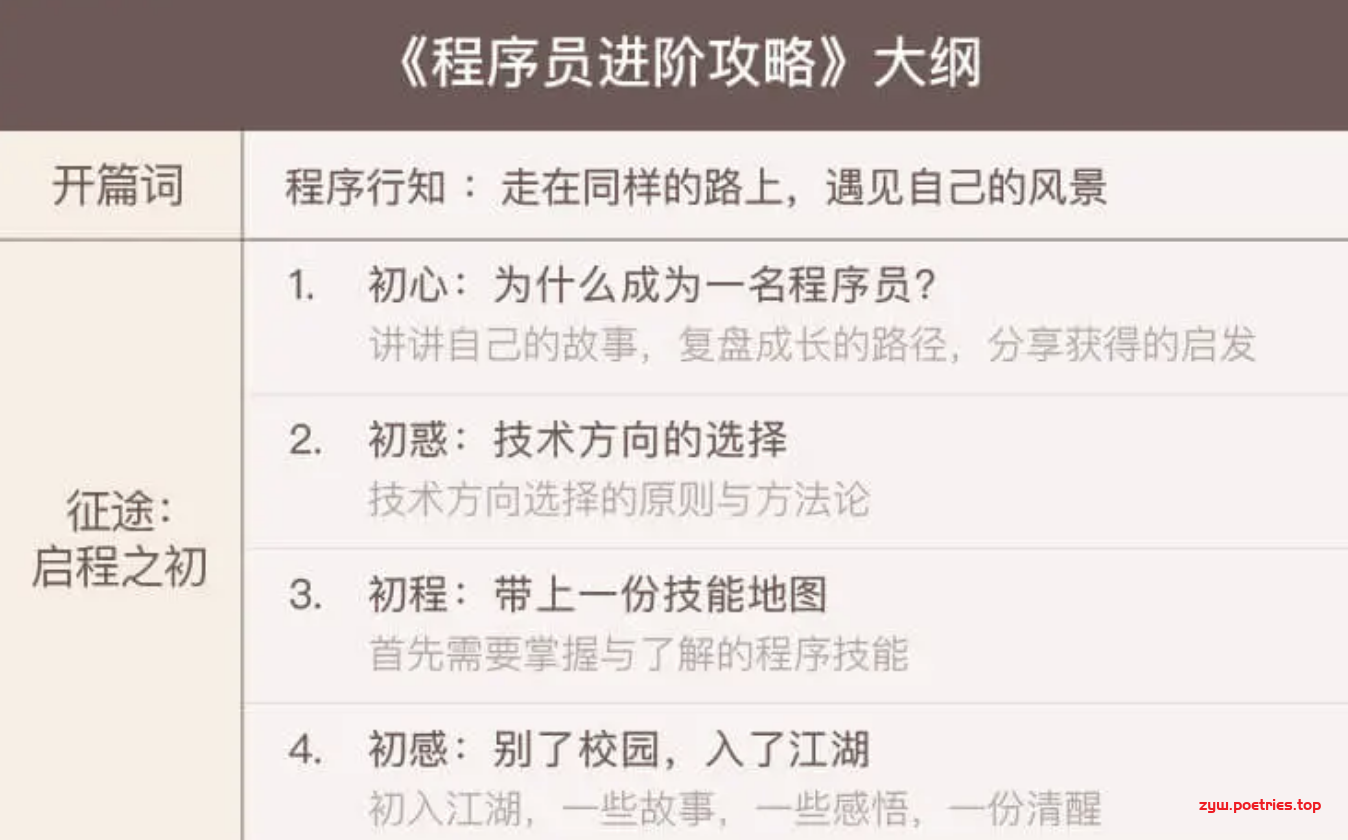 《程序员进阶攻略》大纲
开篇词
程序行知：走在同样的路上，遇见自己的风景
征途：
启程之初
1. 初心：为什么成为一名程序员？
讲讲自己的故事，复盘成长的路径，分享获得的启发
2. 初惑：技术方向的选择
技术方向选择的原则与方法论
3. 初程：带上一份技能地图
首先需要掌握与了解的程序技能
4. 初感：别了校园，入了江湖
初入江湖，一些故事，一些感悟，一份清醒
zyw.poetries.top